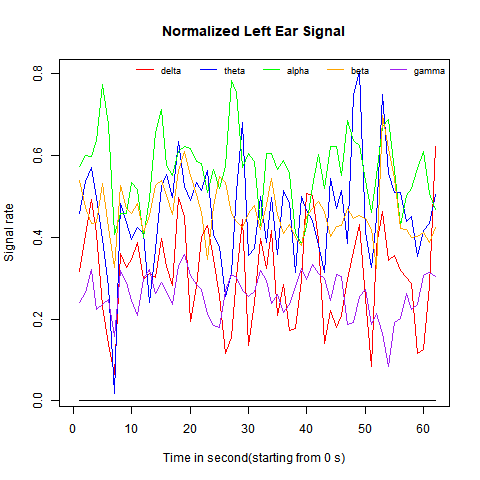 Normalized Left Ear Signal
delta theta alpha beta gamma
Signal rate
0.8
0.6
0.4
0.2
0.0
0 10 20 30 40 50 60
Time in second(starting from 0 s)